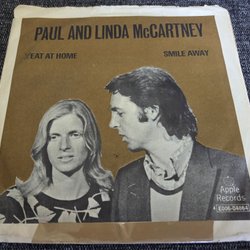 PAUL AND LINDA McCARTNEY
EAT AT HOME SMILE AWAY
Apple
Records